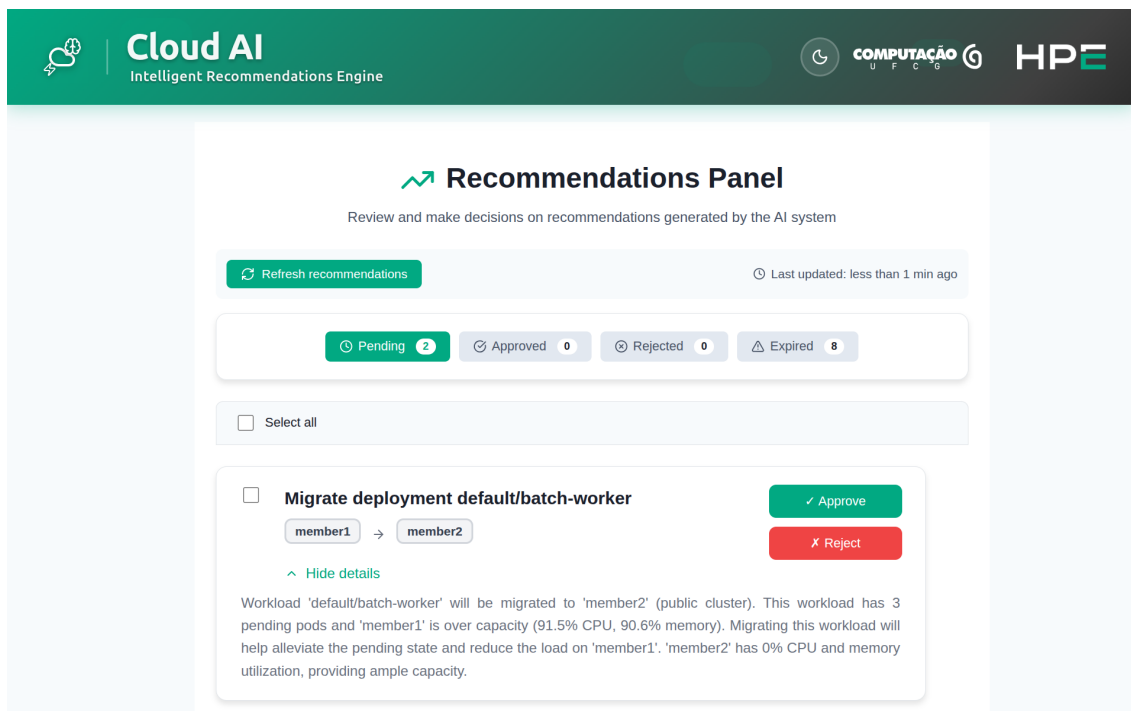 Cloud AI
Intelligent Recommendations Engine
COMPUTAÇÃO
UFCG
HPE
Recommendations Panel
Review and make decisions on recommendations generated by the AI system
Refresh recommendations
Last updated: less than 1 min ago
Pending 2
Approved 0
Rejected 0
Expired 8
Select all
Migrate deployment default/batch-worker
✓ Approve
member1 → member2
✗ Reject
Hide details
Workload 'default/batch-worker' will be migrated to 'member2' (public cluster). This workload has 3
pending pods and 'member1' is over capacity (91.5% CPU, 90.6% memory). Migrating this workload will
help alleviate the pending state and reduce the load on 'member1'. 'member2' has 0% CPU and memory
utilization, providing ample capacity.